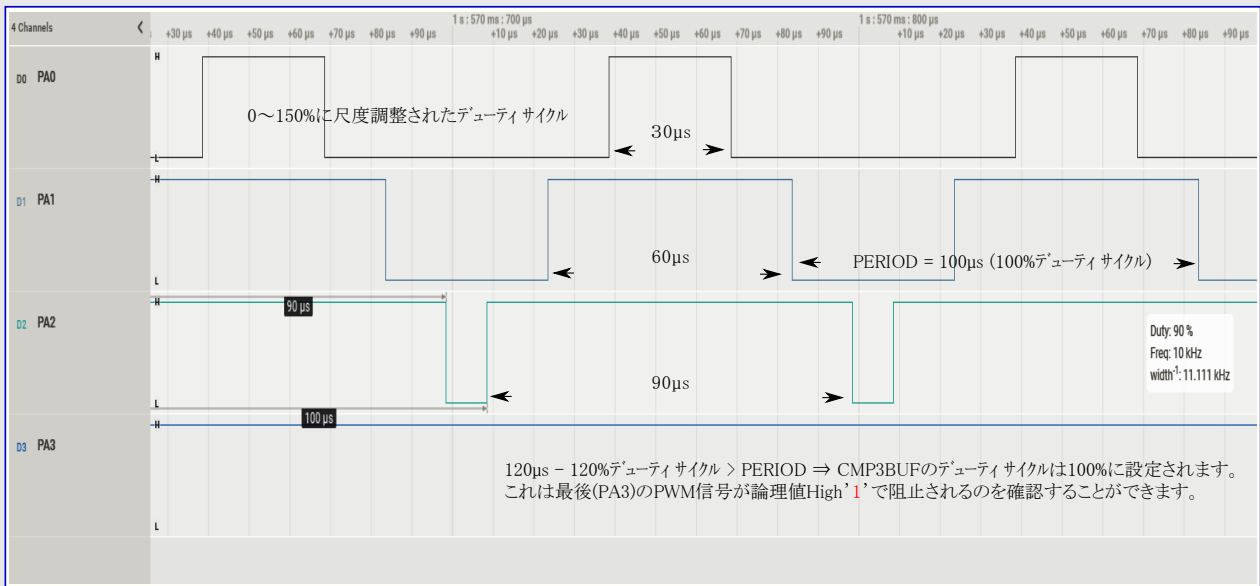 4 Channels
1 s : 570 ms : 700 µs
1 s : 570 ms : 800 µs
+30 µs +40 µs +50 µs +60 µs +70 µs +80 µs +90 µs +10 µs +20 µs +30 µs +40 µs +50 µs +60 µs +70 µs +80 µs +90 µs +10 µs +20 µs +30 µs +40 µs +50 µs +60 µs +70 µs +80 µs +90 µs
H
D0 PA0
0～150%に尺度調整されたﾃﾞｭｰﾃｨ ｻｲｸﾙ
30µs
L
H
D1 PA1
60µs
PERIOD = 100µs (100%ﾃﾞｭｰﾃｨ ｻｲｸﾙ)
L
H
90 µs
D2 PA2
Duty: 90 %
Freq: 10 kHz
width-1: 11.111 kHz
90µs
L
100 µs
H
D3 PA3
120µs - 120%ﾃﾞｭｰﾃｨ ｻｲｸﾙ > PERIOD ⇒ CMP3BUFのﾃﾞｭｰﾃｨ ｻｲｸﾙは100%に設定されます。
これは最後(PA3)のPWM信号が論理値High’1’で阻止されるのを確認することができます。
L